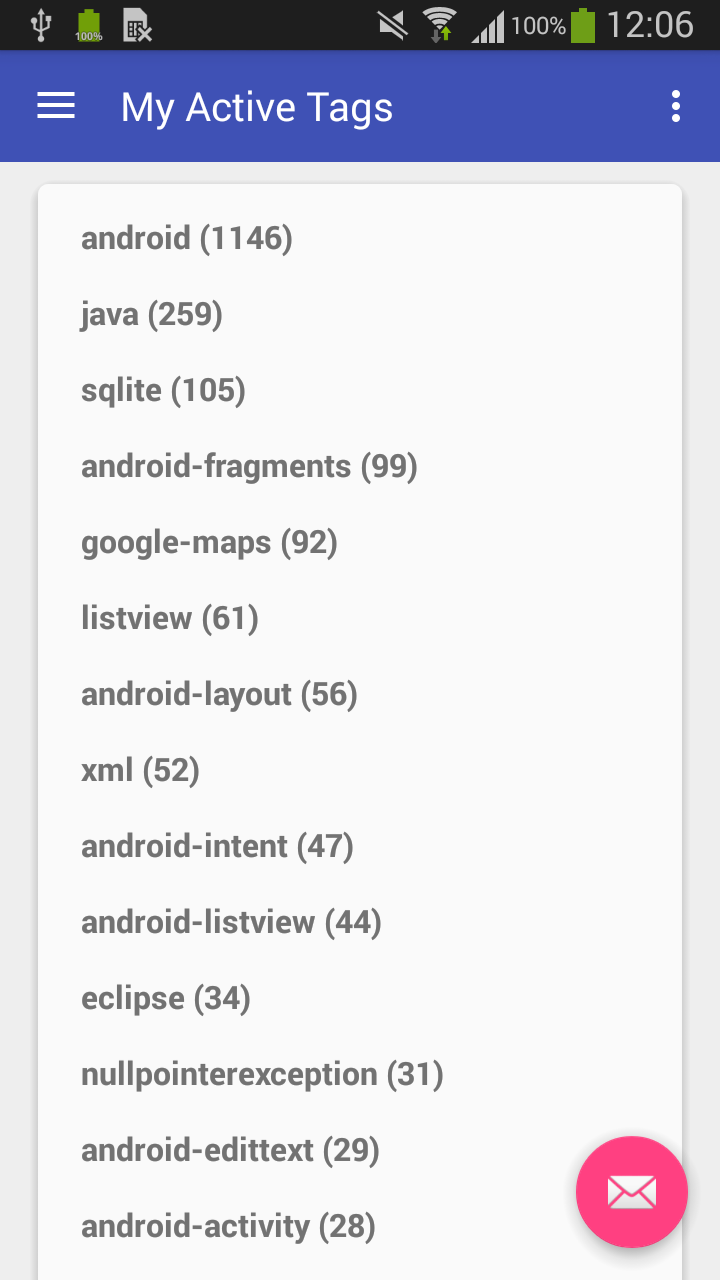 100% 100% 12:06
My Active Tags
android (1146)
java (259)
sqlite (105)
android-fragments (99)
google-maps (92)
listview (61)
android-layout (56)
xml (52)
android-intent (47)
android-listview (44)
eclipse (34)
nullpointerexception (31)
android-edittext (29)
android-activity (28)